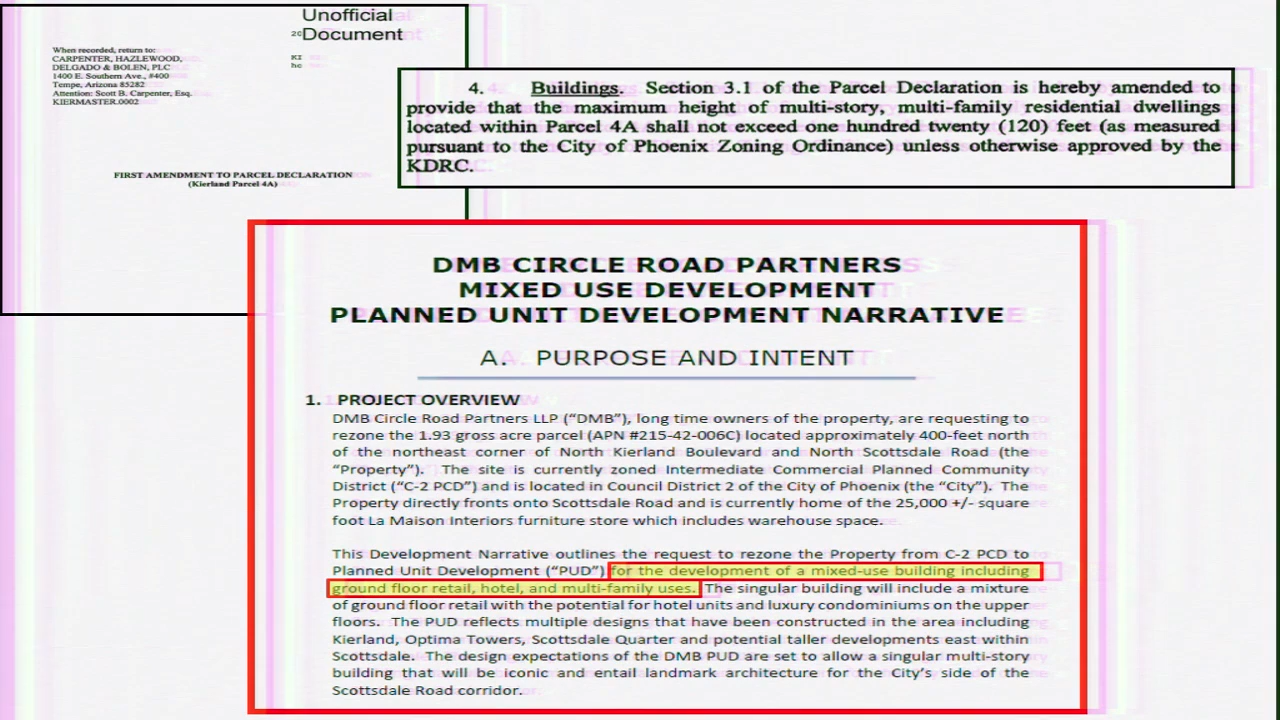 Unofficial
20Document
When recorded, return to:
CARPENTER, HAZLEWOOD,
DELGADO & BOLEN, PLC
1400 E. Southern Ave., #400
Tempe, Arizona 85282
Attention: Scott B. Carpenter, Esq.
KIERMASTER.0002
KI
hc
FIRST AMENDMENT TO PARCEL DECLARATION
(Kierland Parcel 4A)
4. Buildings. Section 3.1 of the Parcel Declaration is hereby amended to
provide that the maximum height of multi-story, multi-family residential dwellings
located within Parcel 4A shall not exceed one hundred twenty (120) feet (as measured
pursuant to the City of Phoenix Zoning Ordinance) unless otherwise approved by the
KDRC.
DMB CIRCLE ROAD PARTNERS
MIXED USE DEVELOPMENT
PLANNED UNIT DEVELOPMENT NARRATIVE
A. PURPOSE AND INTENT
1. PROJECT OVERVIEW
DMB Circle Road Partners LLP (“DMB”), long time owners of the property, are requesting to
rezone the 1.93 gross acre parcel (APN #215-42-006C) located approximately 400-feet north
of the northeast corner of North Kierland Boulevard and North Scottsdale Road (the
“Property”). The site is currently zoned Intermediate Commercial Planned Community
District (“C-2 PCD”) and is located in Council District 2 of the City of Phoenix (the “City”). The
Property directly fronts onto Scottsdale Road and is currently home of the 25,000 +/- square
foot La Maison Interiors furniture store which includes warehouse space.
This Development Narrative outlines the request to rezone the Property from C-2 PCD to
Planned Unit Development (“PUD”) for the development of a mixed-use building including
ground floor retail, hotel, and multi-family uses. The singular building will include a mixture
of ground floor retail with the potential for hotel units and luxury condominiums on the upper
floors. The PUD reflects multiple designs that have been constructed in the area including
Kierland, Optima Towers, Scottsdale Quarter and potential taller developments east within
Scottsdale. The design expectations of the DMB PUD are set to allow a singular multi-story
building that will be iconic and entail landmark architecture for the City’s side of the
Scottsdale Road corridor.